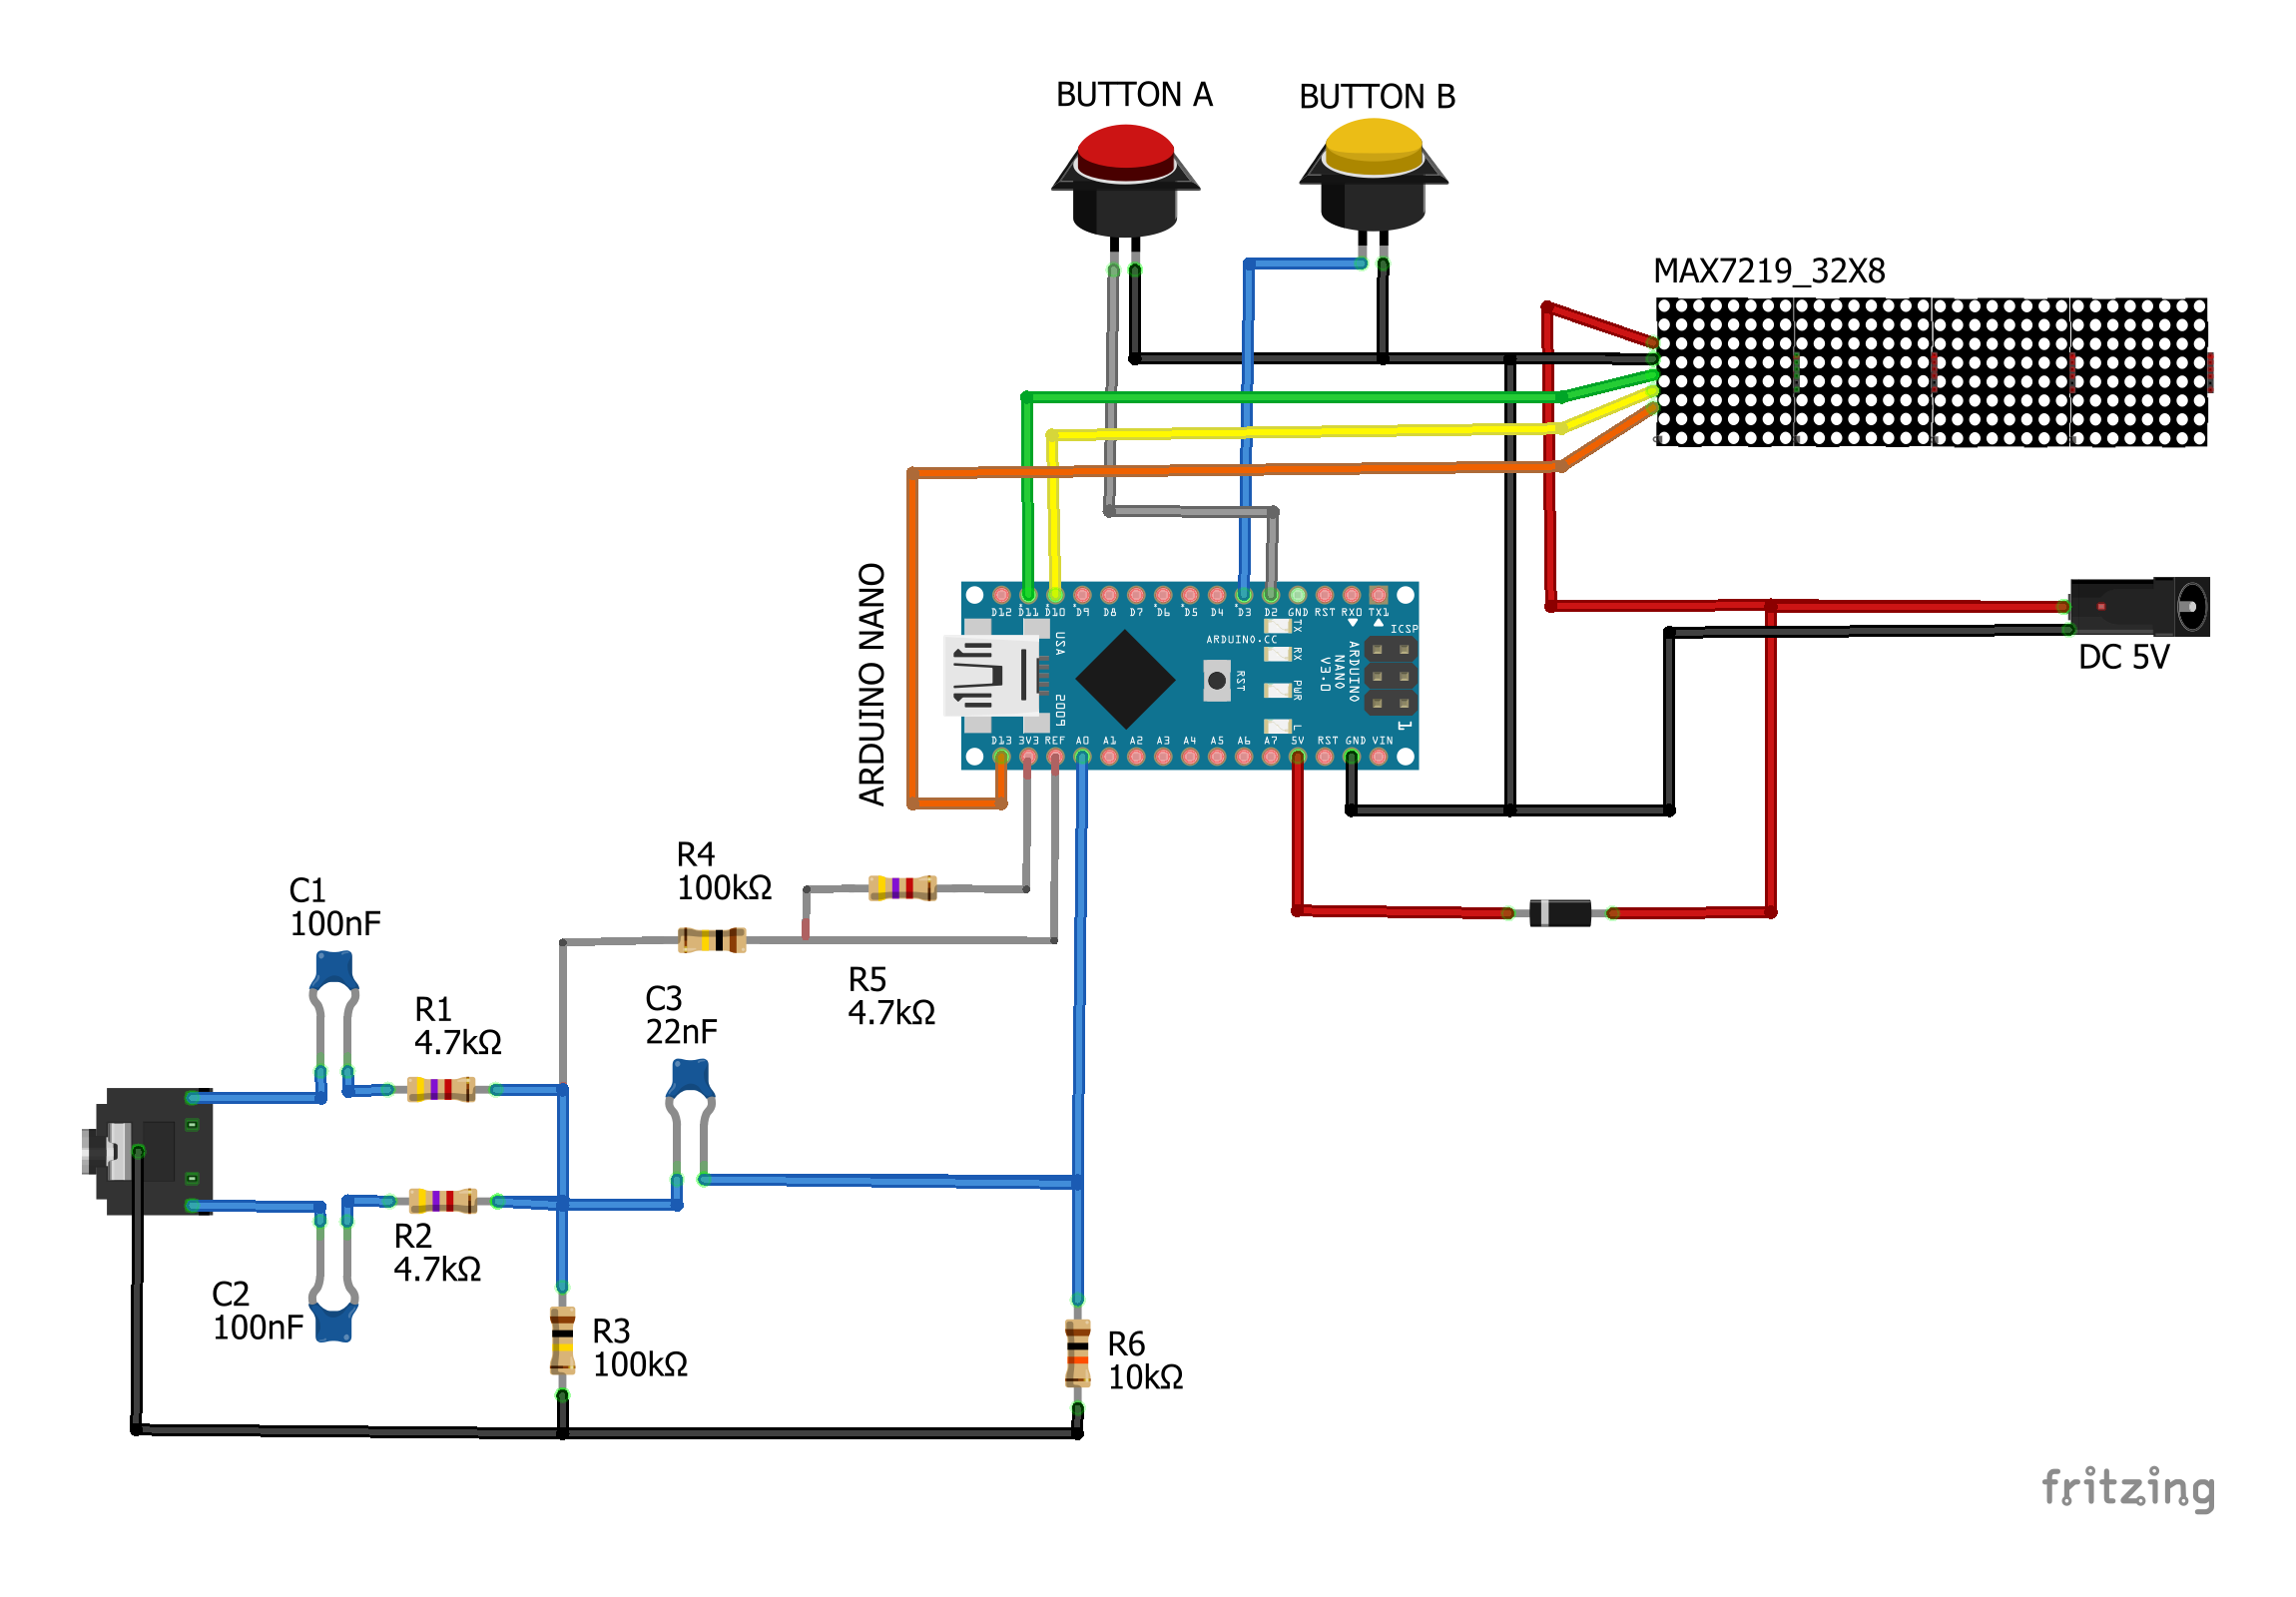 BUTTON A
BUTTON B
MAX7219_32X8
ARDUINO NANO
D12 D11 D10 D9 D8 D7 D6 D5 D4 D3 D2 GND RST RX0 TX1
USA
TX
ICSP
ARDUINO.CC
RX
ARDUINO
NANO
V3.0
RST
PWR
2005
L
1
D13 3V3 REF A0 A1 A2 A3 A4 A5 A6 A7 5V RST GND VIN
DC 5V
R4
100kΩ
C1
100nF
R5
4.7kΩ
C3
22nF
R1
4.7kΩ
R2
4.7kΩ
C2
100nF
R3
100kΩ
R6
10kΩ
fritzing